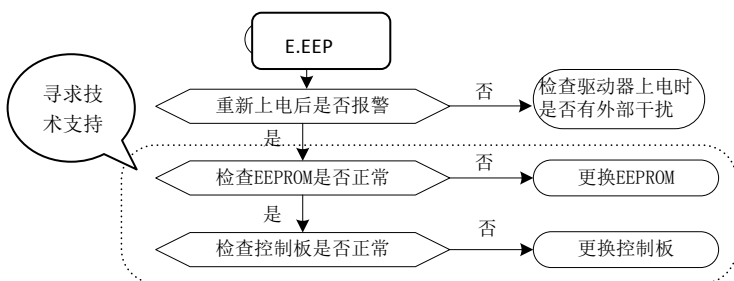 E.EEP
寻求技
术支持
重新上电后是否报警
否
检查驱动器上电时
是否有外部干扰
是
检查EEPROM是否正常
否
更换EEPROM
是
检查控制板是否正常
否
更换控制板